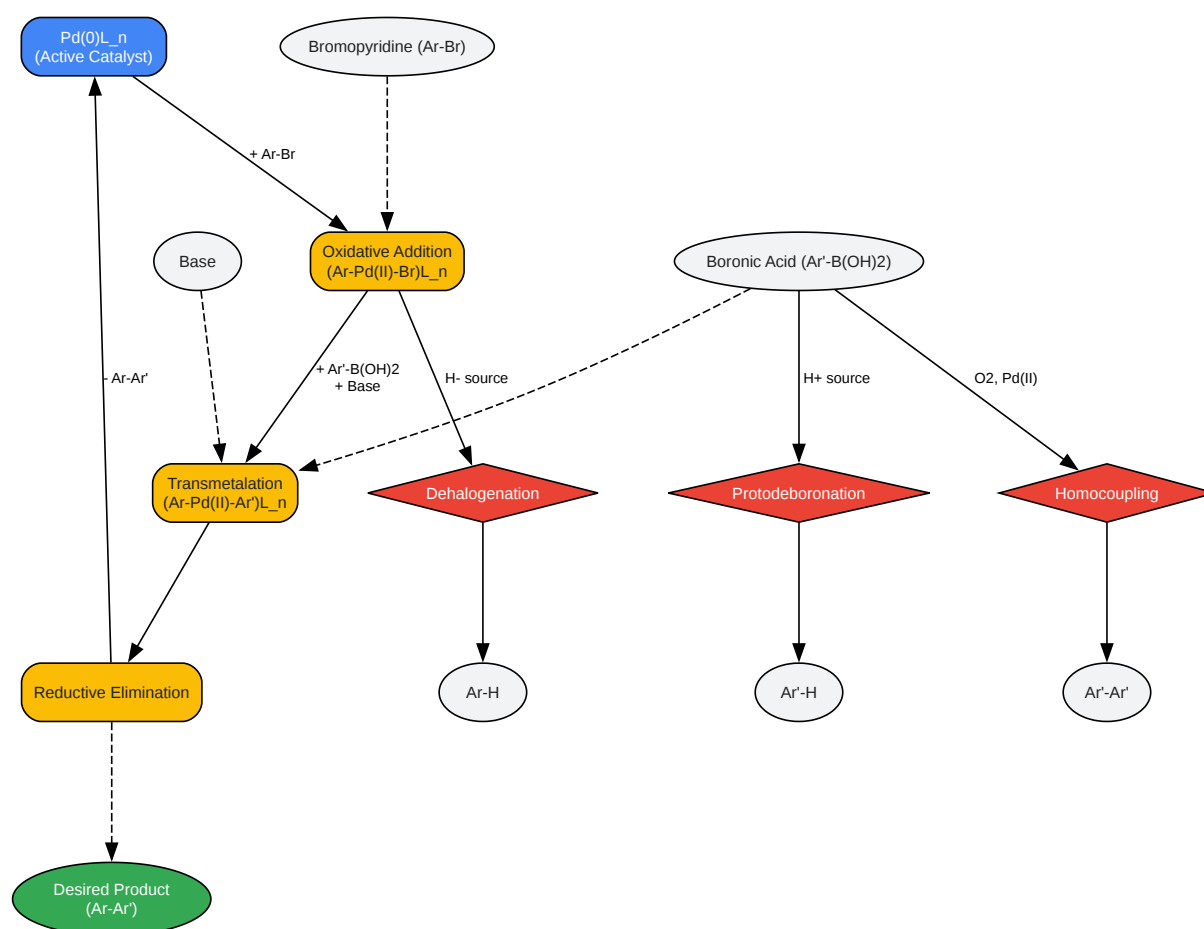 Pd(0)L_n
(Active Catalyst)
Bromopyridine (Ar-Br)
+ Ar-Br
Base
Oxidative Addition
(Ar-Pd(II)-Br)L_n
Boronic Acid (Ar'-B(OH)2)
- Ar-Ar'
+ Ar'-B(OH)2
+ Base
H- source
H+ source
O2, Pd(II)
Transmetalation
(Ar-Pd(II)-Ar')L_n
Dehalogenation
Protodeboronation
Homocoupling
Reductive Elimination
Ar-H
Ar'-H
Ar'-Ar'
Desired Product
(Ar-Ar')